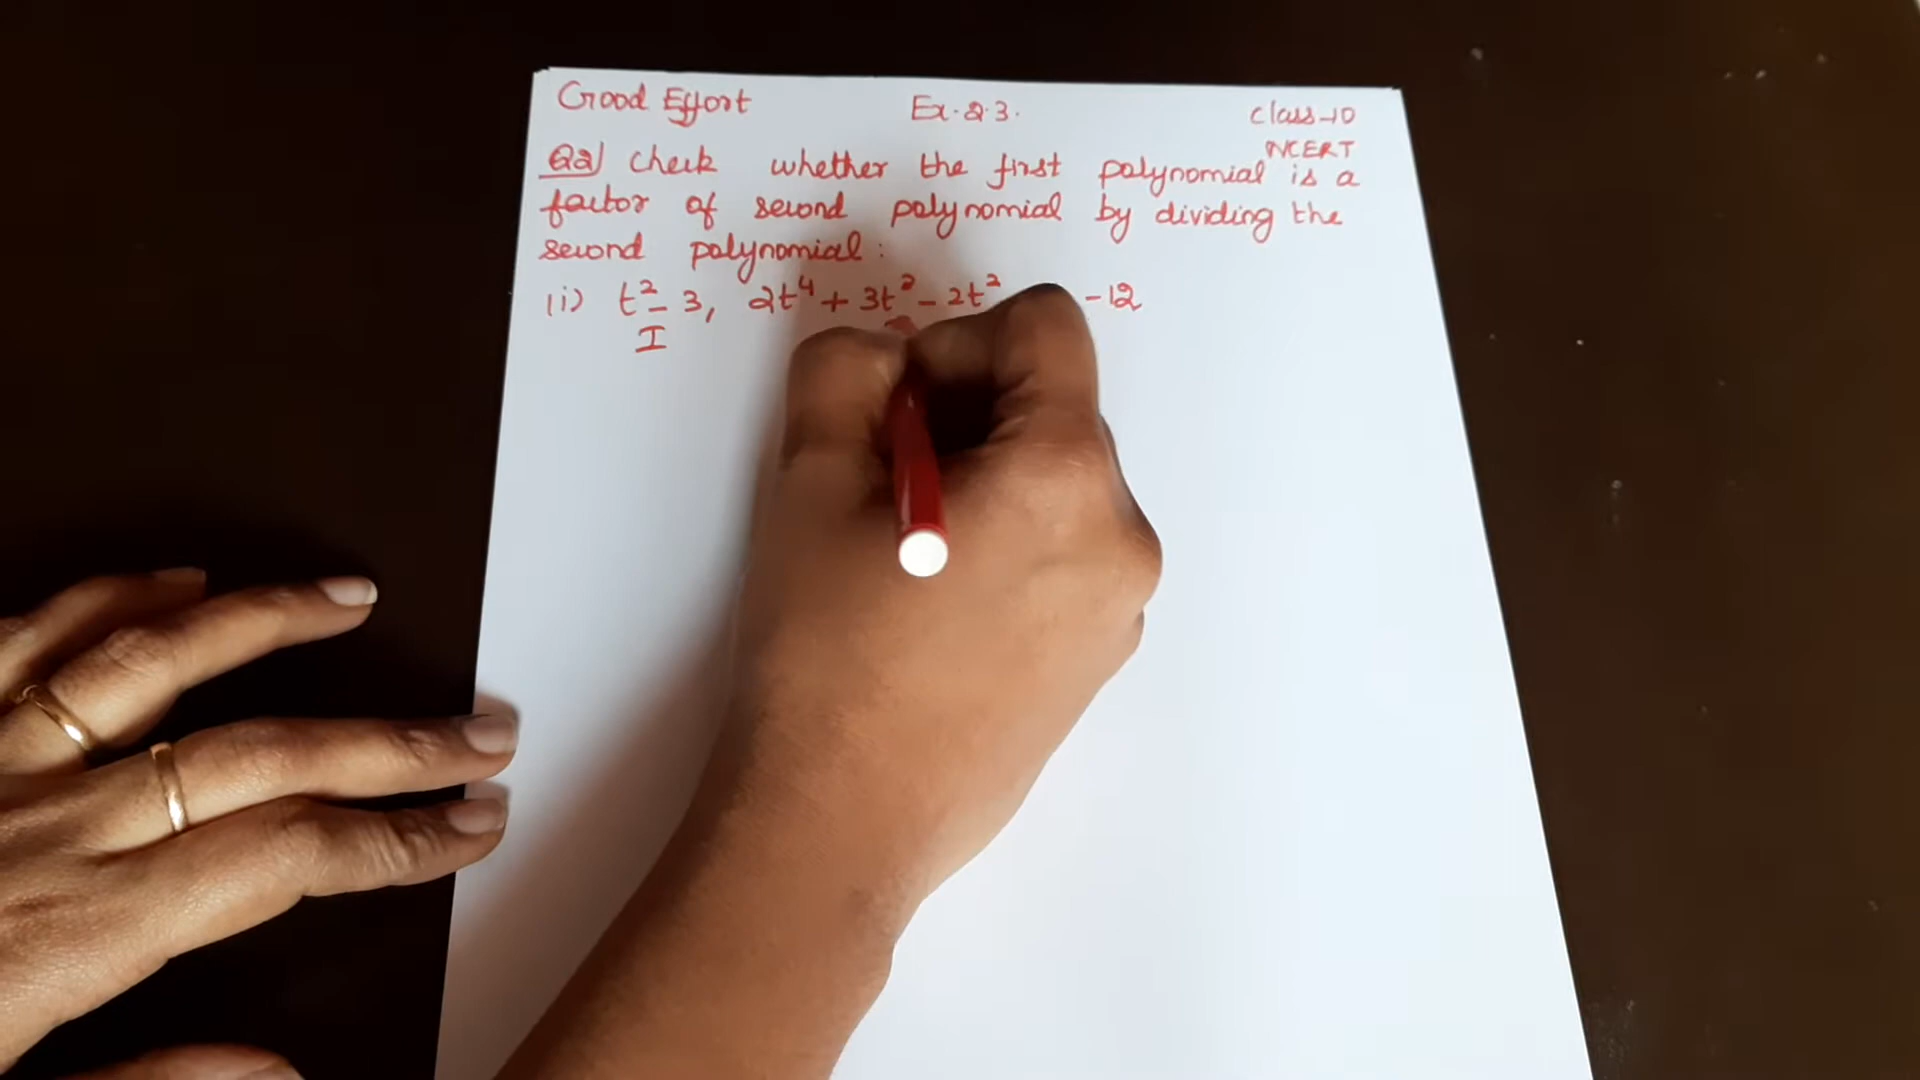 Good Effort Ex. 2.3. Class-10
NCERT
Q2) Check whether the first polynomial is a
factor of second polynomial by dividing the
second polynomial :
(i) t² - 3, 2t⁴ + 3t² - 2t² -12
I